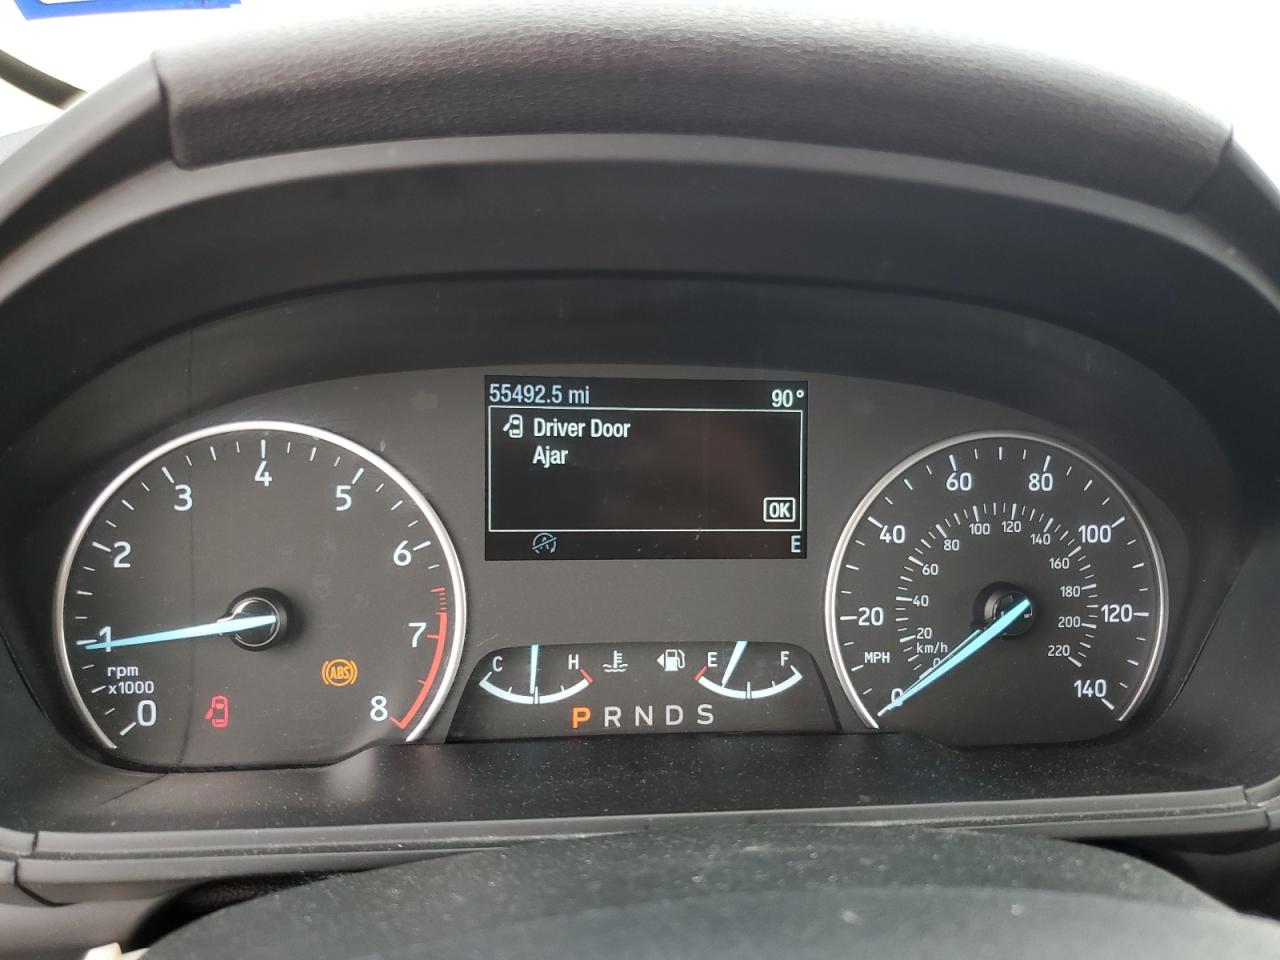 55492.5 mi 90°
Driver Door
Ajar
OK
E
0 1 2 3 4 5 6 7 8
rpm
x1000
ABS
C H
E F
P R N D S
0 20 40 60 80 100 120 140
MPH
0 20 40 60 80 100 120 140 160 180 200 220
km/h